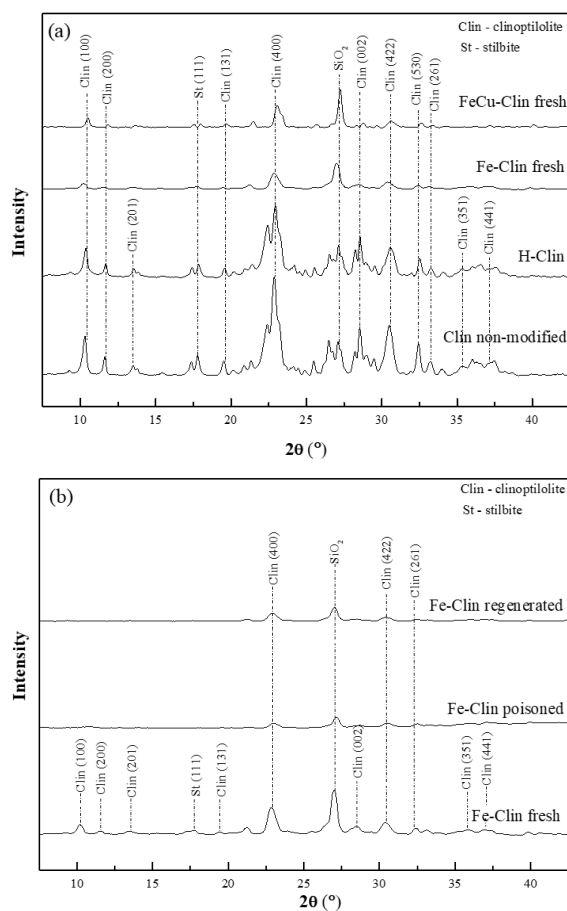 (a)
Clin - clinoptilolite
St - stilbite
Clin (100)
Clin (200)
Clin (201)
St (111)
Clin (131)
Clin (400)
SiO₂
Clin (002)
Clin (422)
Clin (530)
Clin (261)
Clin (351)
Clin (441)
FeCu-Clin fresh
Fe-Clin fresh
H-Clin
Clin non-modified
Intensity
10 15 20 25 30 35 40
2θ (°)
(b)
Clin - clinoptilolite
St - stilbite
Clin (400)
SiO₂
Clin (422)
Clin (261)
Fe-Clin regenerated
Fe-Clin poisoned
Clin (100)
Clin (200)
Clin (201)
St (111)
Clin (131)
Clin (002)
Clin (351)
Clin (441)
Fe-Clin fresh
Intensity
10 15 20 25 30 35 40
2θ (°)